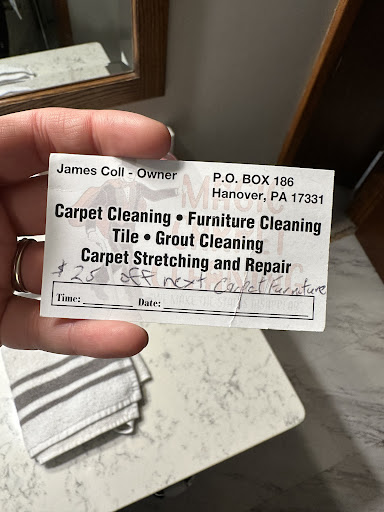 James Coll - Owner
P.O. BOX 186
Hanover, PA 17331
Carpet Cleaning • Furniture Cleaning
Tile • Grout Cleaning
Carpet Stretching and Repair
$25 off next Carpet Furniture
Time: Date: